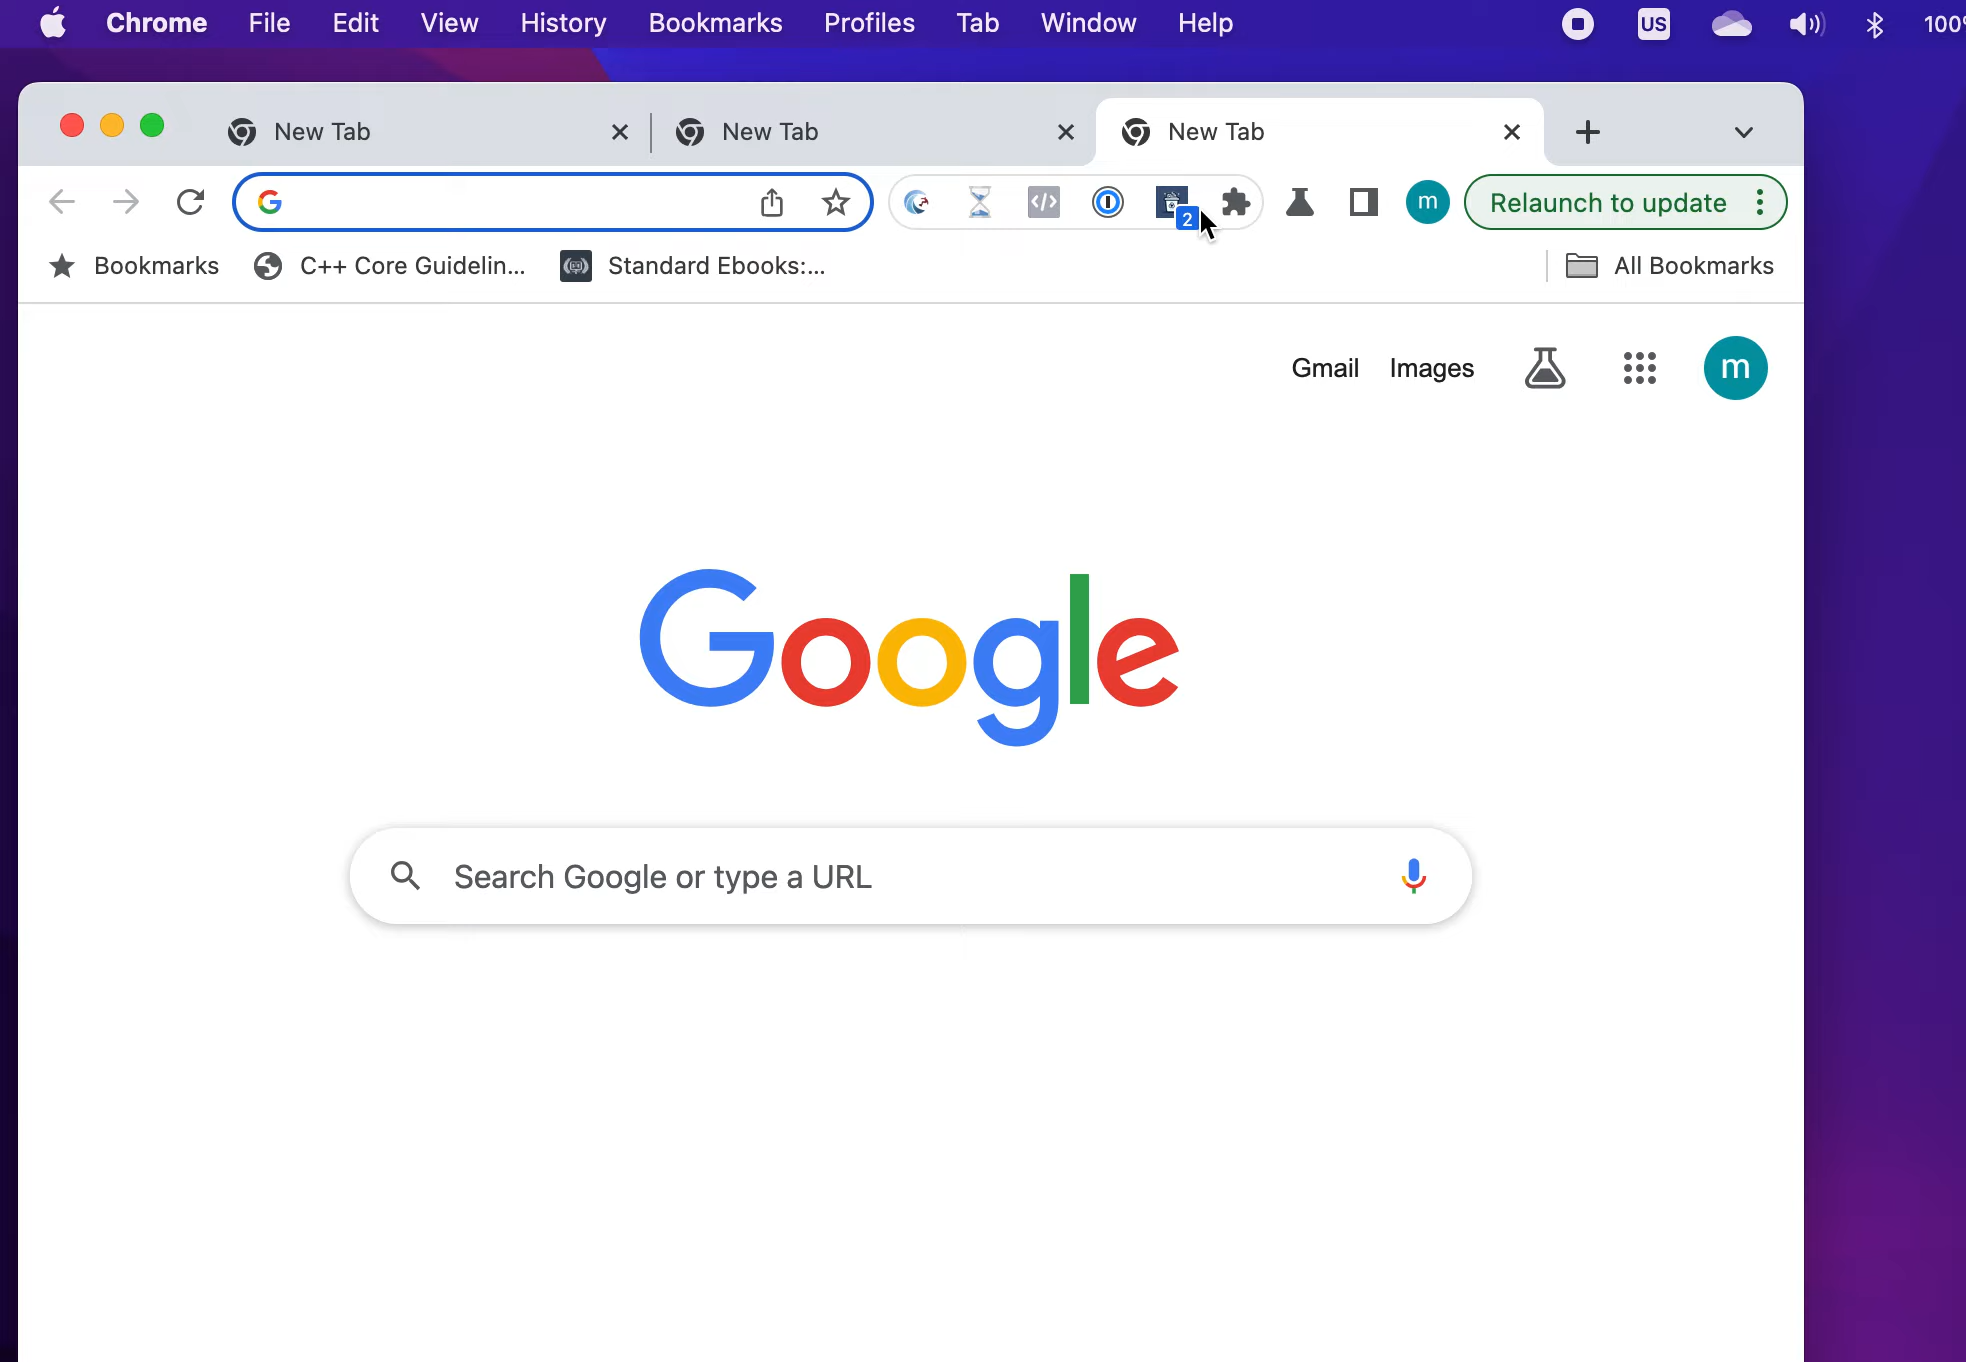 Chrome File Edit View History Bookmarks Profiles Tab Window Help US 100%
New Tab New Tab New Tab
G </> 2 m Relaunch to update
Bookmarks C++ Core Guidelin... Standard Ebooks:... All Bookmarks
Gmail Images m
Google
Search Google or type a URL